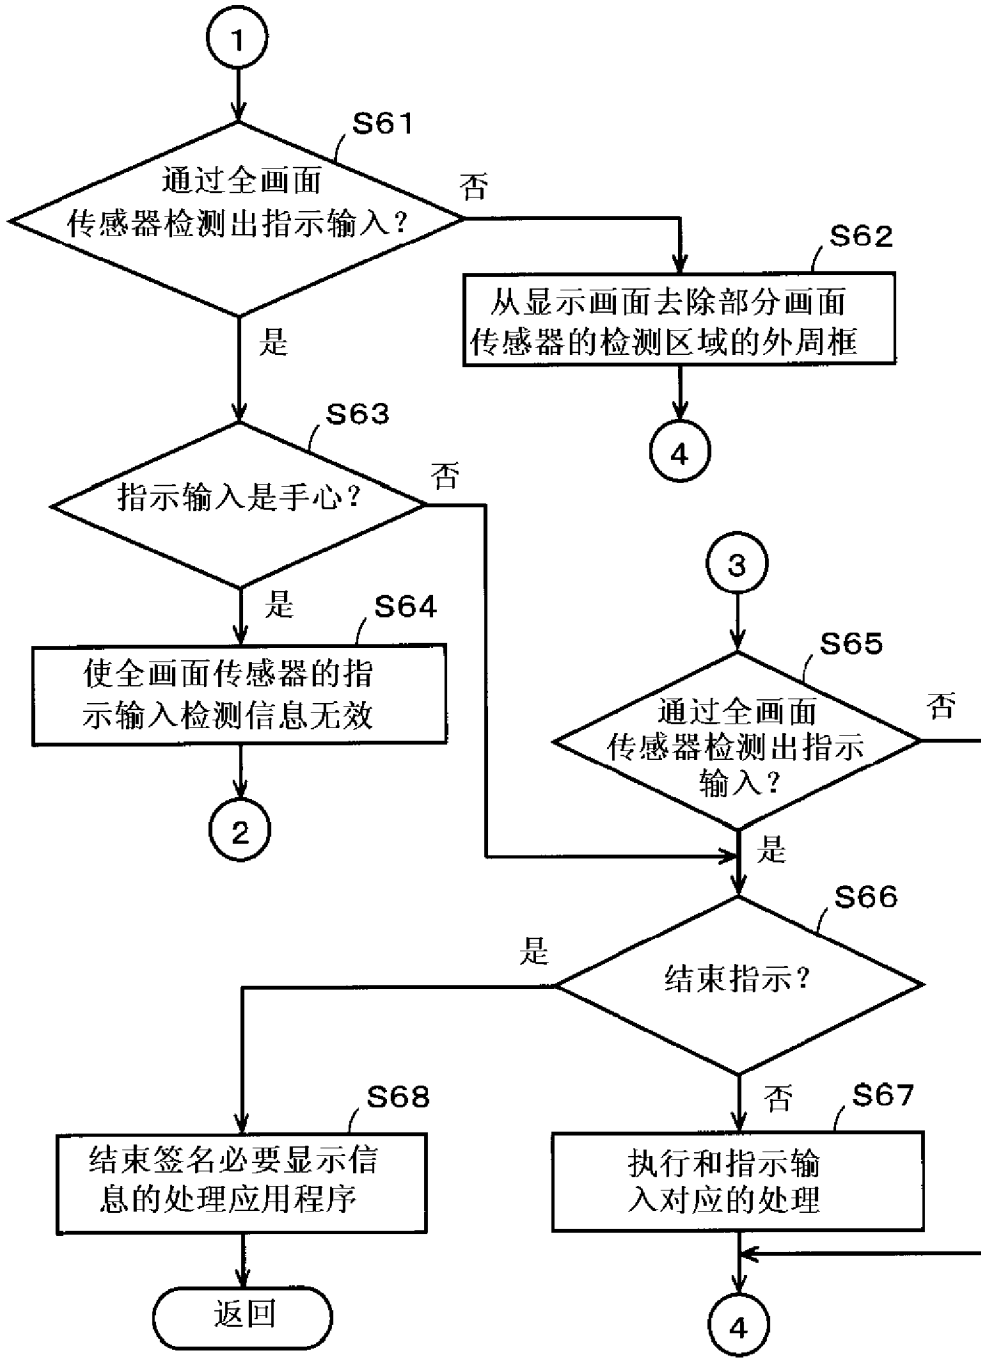 1
S61
通过全画面
传感器检测出指示输入?
否
S62
从显示画面去除部分画面
传感器的检测区域的外周框
是
4
S63
指示输入是手心?
否
是
S64
使全画面传感器的指
示输入检测信息无效
2
3
S65
通过全画面
传感器检测出指示
输入?
否
是
S66
结束指示?
是
否
S68
结束签名必要显示信
息的处理应用程序
返回
S67
执行和指示输
入对应的处理
4